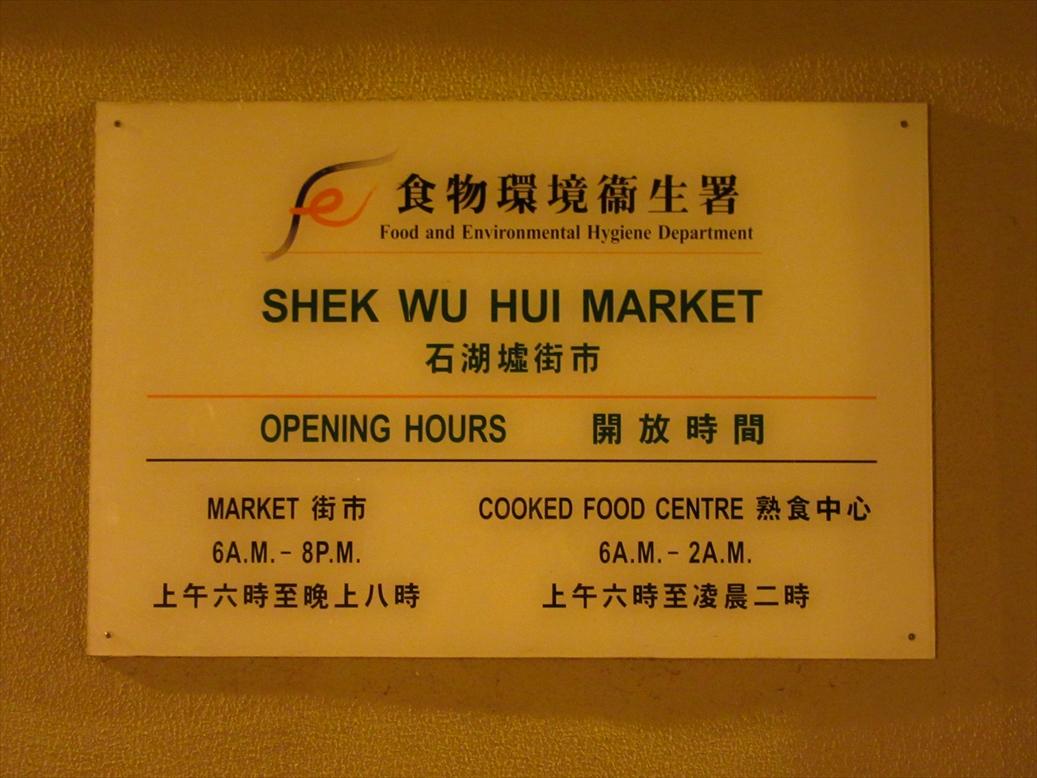 食物環境衞生署
Food and Environmental Hygiene Department
SHEK WU HUI MARKET
石湖墟街市
OPENING HOURS 開放時間
MARKET 街市
6A.M. – 8P.M.
上午六時至晚上八時
COOKED FOOD CENTRE 熟食中心
6A.M. – 2A.M.
上午六時至凌晨二時